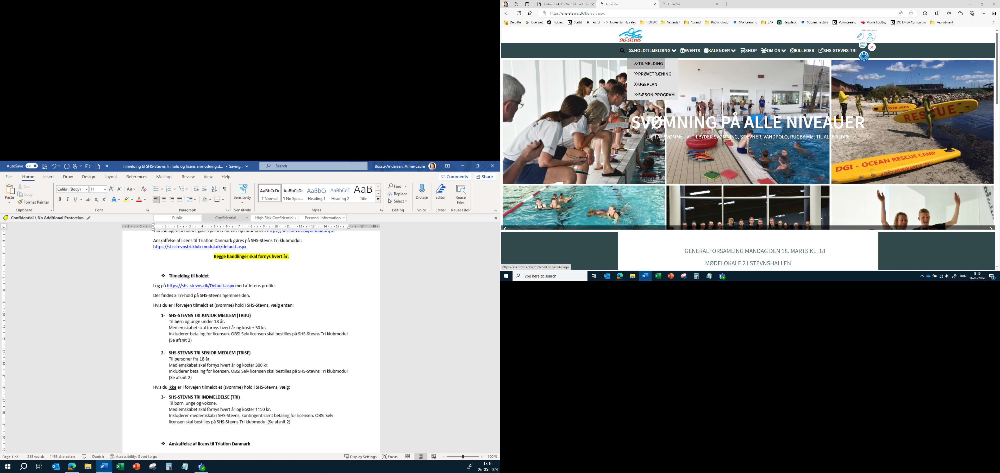 AutoSave On
Tilmelding til SHS-Stevns Tri hold og licens anmodning.d... • Saving...
Search
Bossu-Andersen, Anne-Laure
File Home Insert Draw Design Layout References Mailings Review View Help
Comments Share
Paste
Cut
Copy
Format Painter
Calibri (Body) 11
AaBbCcDc AaBbCcDc AaBbCc AaBbCcD AaB
¶ Normal ¶ No Spac... Heading 1 Heading 2 Title
Find
Replace
Select
Sensitivity
Dictate
Editor
Reuse Files
Clipboard Font Paragraph Sensitivity Styles Editing Voice Editor Reuse Files
Confidential \ No Additional Protection
Public Confidential High Risk Confidential Personal Information
Tilmeldingen til holdet gøres på SHS-Stevns hjemmesiden: https://shs-stevns.dk/default.aspx
Anskaffelse af licens til Triatlon Danmark gøres på SHS-Stevns Tri klubmodul:
https://shsstevnstri.klub-modul.dk/default.aspx
Begge handlinger skal fornys hvert år.
❖ Tilmelding til holdet
Log på https://shs-stevns.dk/Default.aspx med atletens profile.
Der findes 3 Tri-hold på SHS-Stevns hjemmesiden.
Hvis du er i forvejen tilmeldt et (svømme) hold i SHS-Stevns, vælg enten:
1- SHS-STEVNS TRI JUNIOR MEDLEM (TRIJU)
Til børn og unge under 18 år.
Medlemskabet skal fornys hvert år og koster 50 kr.
Inkluderer betaling for licensen. OBS! Selv licensen skal bestilles på SHS-Stevns Tri klubmodul
(Se afsnit 2)
2- SHS-STEVNS TRI SENIOR MEDLEM (TRISE)
Til personer fra 18 år.
Medlemskabet skal fornys hvert år og koster 300 kr.
Inkluderer betaling for licensen. OBS! Selv licensen skal bestilles på SHS-Stevns Tri klubmodul
(Se afsnit 2)
Hvis du ikke er i forvejen tilmeldt et (svømme) hold i SHS-Stevns, vælg:
3- SHS-STEVNS TRI INDMELDELSE (TRI)
Til børn, unge og voksne.
Medlemskabet skal fornys hvert år og koster 1150 kr.
Inkluderer medlemskab i SHS-Stevns, kontingent samt betaling for licensen. OBS! Selv
licensen skal bestilles på SHS-Stevns Tri klubmodul (Se afsnit 2)
❖ Anskaffelse af licens til Triatlon Danmark
Page 1 of 1 218 words 1453 characters Danish Accessibility: Good to go Display Settings Focus 100 %
13:16
26-05-2024
Klubmodul.dk - Nem klubadmin Forsiden Forsiden
https://shs-stevns.dk/Default.aspx
Deloitte Oversæt Tidsreg Staffit PairD L'oréal family sales HOFOR Vattenfall Ascend Public Cloud SAP Learning SAP Helpdesk Success Factors Volunteering Visma LogBuy DU EMEA Curriculum Recruitment
SHS-STEVNS
Anne-Laure
HOLDTILMELDING EVENTS KALENDER SHOP OM OS BILLEDER SHS-STEVNS-TRI
TILMELDING
PRØVETRÆNING
UGEPLAN
SÆSON PROGRAM
SURF RESCUE
RESCUE
SVØMNING PÅ ALLE NIVEAUER
LÆR AT SVØMME - VI TILBYDER SVØMNING, STÆVNER, VANDPOLO, RUGBY MM. TIL ALLE ALDRE
DGI - OCEAN RESCUE CAMP
GENERALFORSAMLING MANDAG DEN 18. MARTS KL. 18
MØDELOKALE 2 I STEVNSHALLEN
https://shs-stevns.dk/cms/TeamOverviewAlt.aspx
Type here to search
DAN
13:16
26-05-2024
2